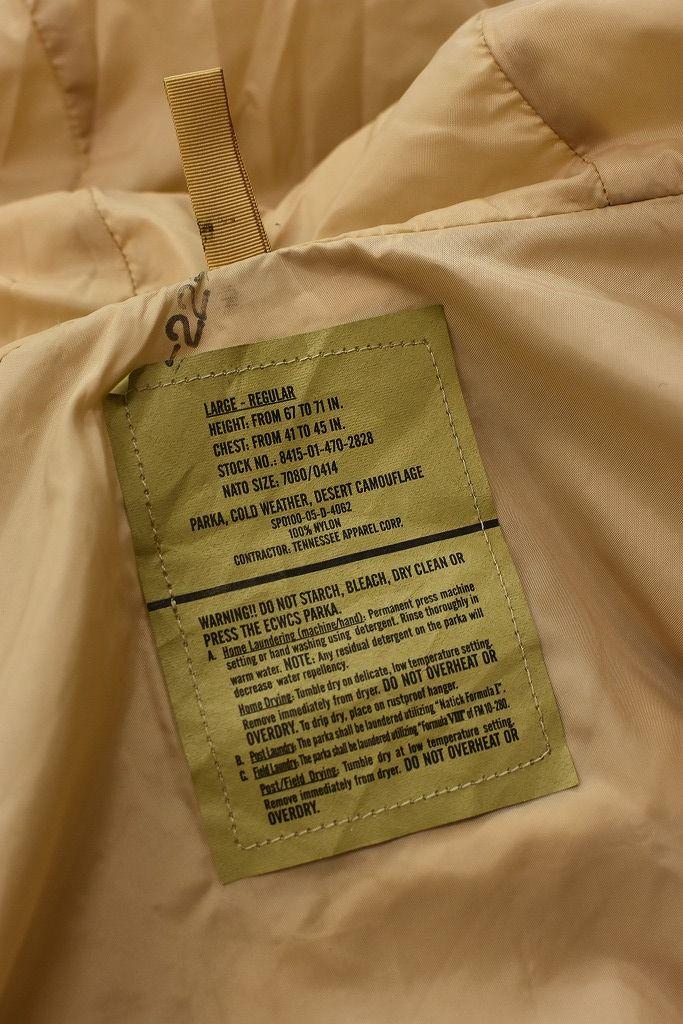 -22
LARGE - REGULAR
HEIGHT: FROM 67 TO 71 IN.
CHEST: FROM 41 TO 45 IN.
STOCK NO.: 8415-01-470-2828
NATO SIZE: 7080/0414
PARKA, COLD WEATHER, DESERT CAMOUFLAGE
SPO100-05-D-4062
100% NYLON
CONTRACTOR: TENNESSEE APPAREL CORP.
WARNING!! DO NOT STARCH, BLEACH, DRY CLEAN OR
PRESS THE ECWCS PARKA.
A. Home Laundering (machine/hand): Permanent press machine
setting or hand washing using detergent. Rinse thoroughly in
warm water. NOTE: Any residual detergent on the parka will
decrease water repellency.
Home Drying: Tumble dry on delicate, low temperature setting.
Remove immediately from dryer. DO NOT OVERHEAT OR
OVERDRY. To drip dry, place on rustproof hanger.
B. Post Laundry: The parka shall be laundered utilizing "Natick Formula I".
C. Field Laundry: The parka shall be laundered utilizing "Formula VIII" of FM 10-280.
Post/Field Drying: Tumble dry at low temperature setting.
Remove immediately from dryer. DO NOT OVERHEAT OR
OVERDRY.